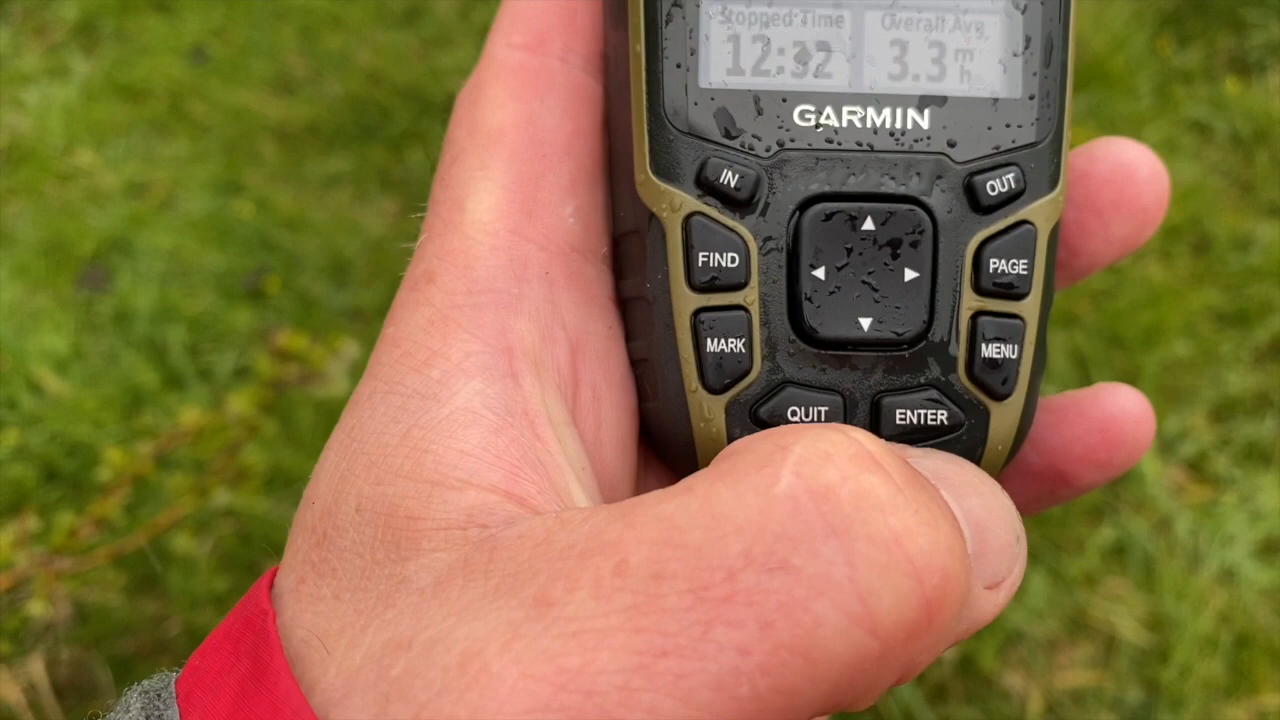 Stopped Time
12:32
Overall Avg
3.3 m/h
GARMIN
IN
OUT
FIND
PAGE
MARK
MENU
QUIT
ENTER